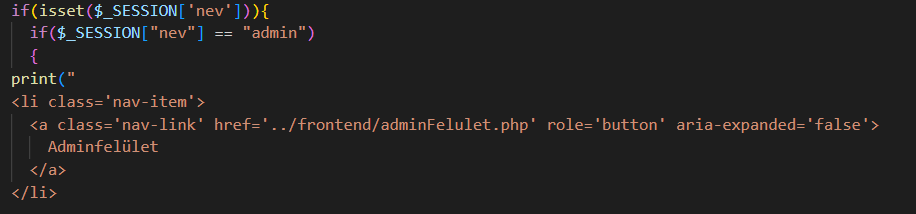 if(isset($_SESSION['nev'])){
if($_SESSION["nev"] == "admin")
{
print("
<li class='nav-item'>
<a class='nav-link' href='../frontend/adminFelulet.php' role='button' aria-expanded='false'>
Adminfelület
</a>
</li>